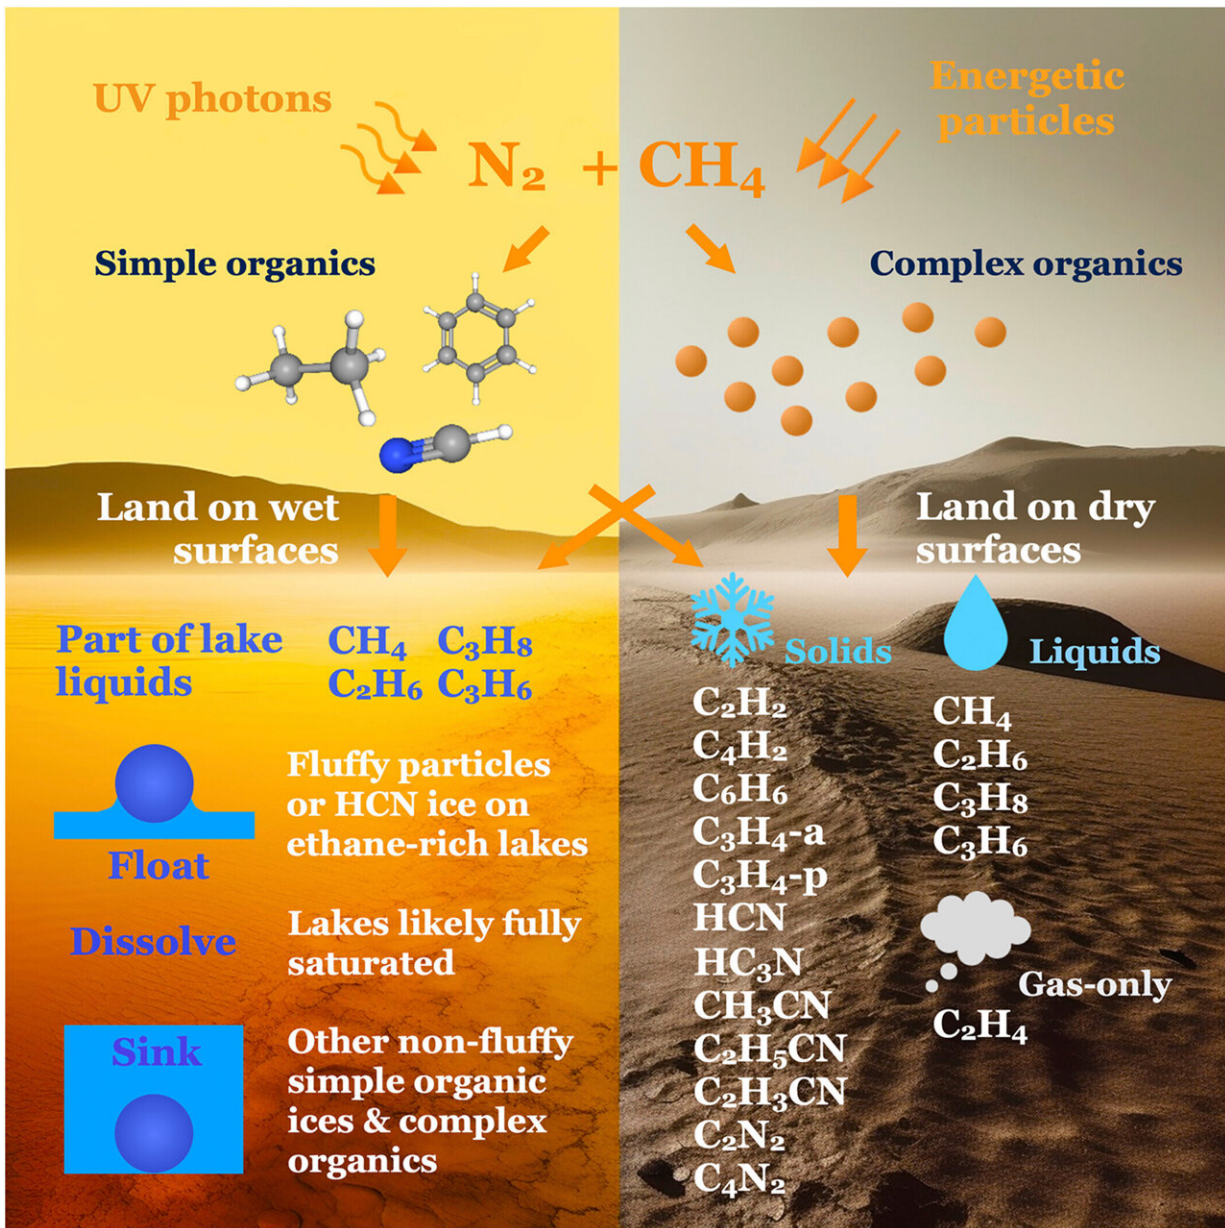 UV photons
Energetic
particles
N₂ + CH₄
Simple organics
Complex organics
Land on wet
surfaces
Land on dry
surfaces
Part of lake
liquids
CH₄ C₃H₈
C₂H₆ C₃H₆
Float
Fluffy particles
or HCN ice on
ethane-rich lakes
Dissolve
Lakes likely fully
saturated
Sink
Other non-fluffy
simple organic
ices & complex
organics
Solids
C₂H₂
C₄H₂
C₆H₆
C₃H₄-a
C₃H₄-p
HCN
HC₃N
CH₃CN
C₂H₅CN
C₂H₃CN
C₂N₂
C₄N₂
Liquids
CH₄
C₂H₆
C₃H₈
C₃H₆
Gas-only
C₂H₄